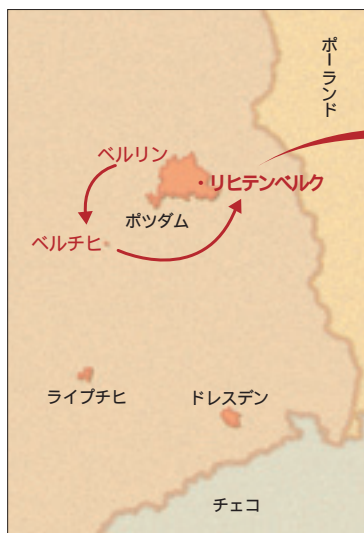 ポーランド
ベルリン
リヒテンベルク
ポツダム
ベルチヒ
ライプチヒ
ドレスデン
チェコ